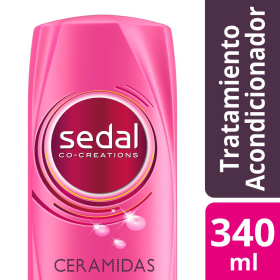 sedal
CO-CREATIONS
CERAMIDAS
Tratamiento
Acondicionador
340
ml